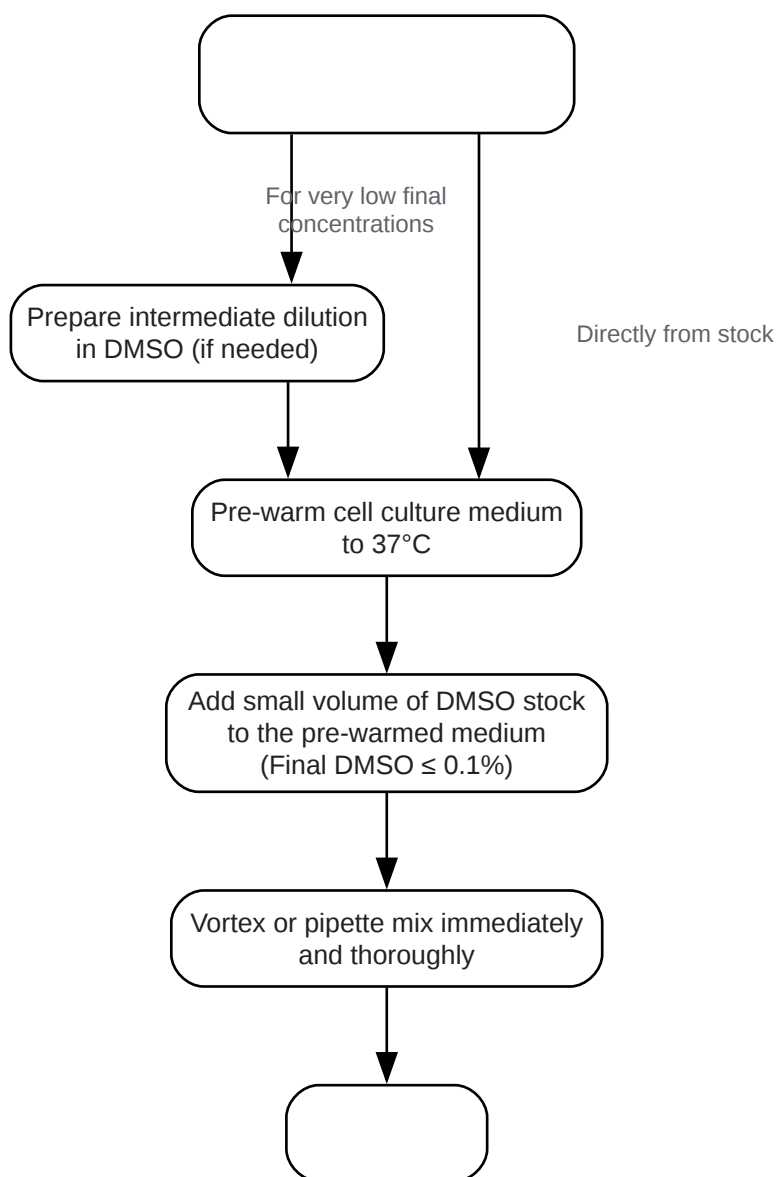 For very low final
concentrations
Prepare intermediate dilution
in DMSO (if needed)
Directly from stock
Pre-warm cell culture medium
to 37°C
Add small volume of DMSO stock
to the pre-warmed medium
(Final DMSO ≤ 0.1%)
Vortex or pipette mix immediately
and thoroughly